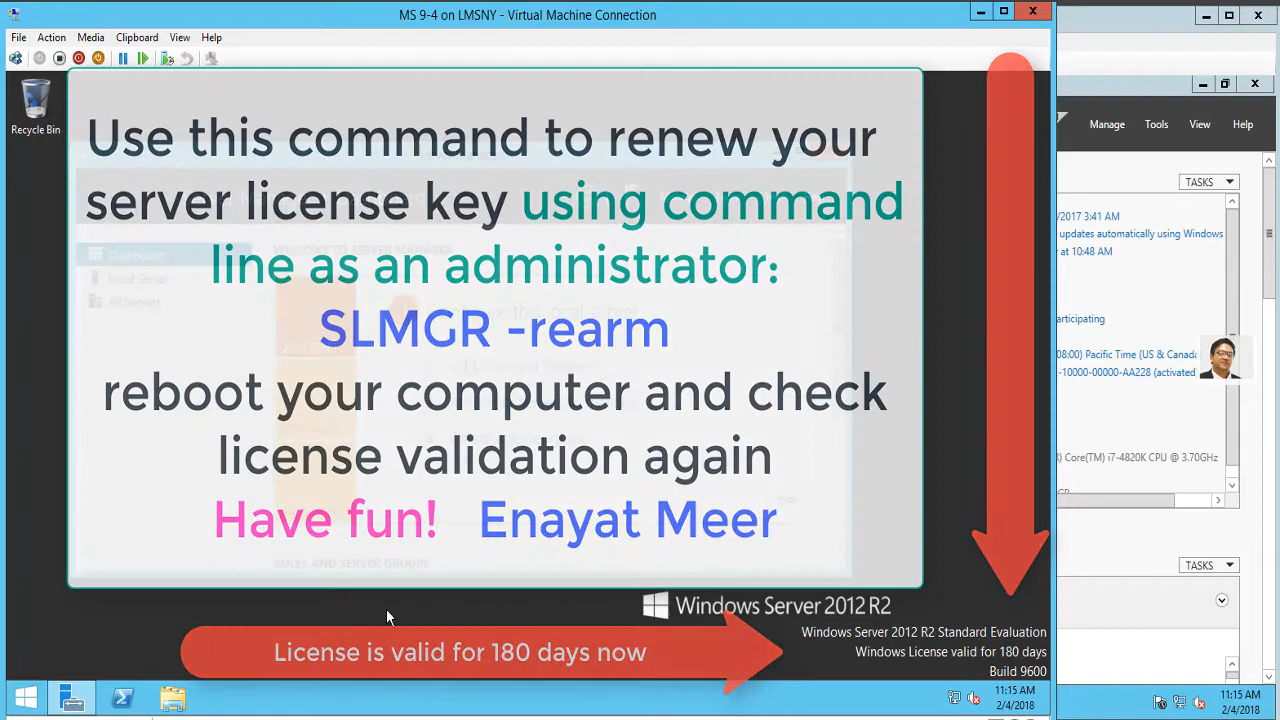 MS 9-4 on LMSNY - Virtual Machine Connection
File Action Media Clipboard View Help
Recycle Bin
Use this command to renew your
server license key using command
line as an administrator:
SLMGR -rearm
reboot your computer and check
license validation again
Have fun! Enayat Meer
Dashboard
ROLES AND SERVER GROUPS
Windows Server 2012 R2
Windows Server 2012 R2 Standard Evaluation
Windows License valid for 180 days
Build 9600
License is valid for 180 days now
11:15 AM
2/4/2018
Manage Tools View Help
TASKS
/2017 3:41 AM
updates automatically using Windows
at 10:48 AM
articipating
08:00) Pacific Time (US & Canada
-10000-00000-AA228 (activated
) Core(TM) i7-4820K CPU @ 3.70GHz
TASKS
11:15 AM
2/4/2018